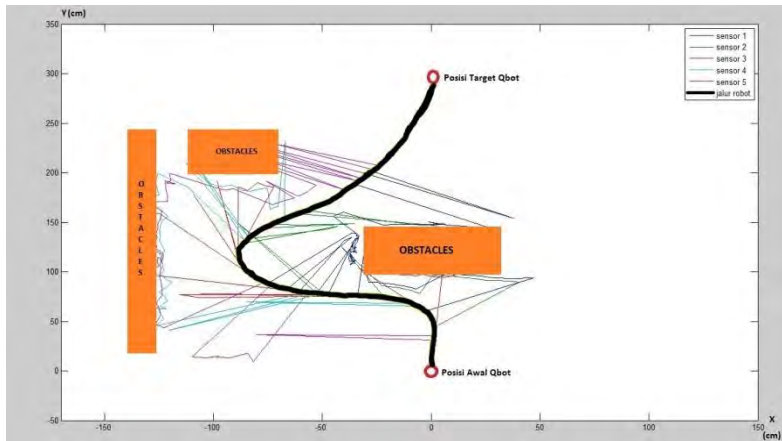 Y (cm)
350
300
250
200
150
100
50
0
-50
-150
-100
-50
0
50
100
150
X
(cm)
sensor 1
sensor 2
sensor 3
sensor 4
sensor 5
jalur robot
Posisi Target Qbot
OBSTACLES
OBSTACLES
OBSTACLES
Posisi Awal Qbot